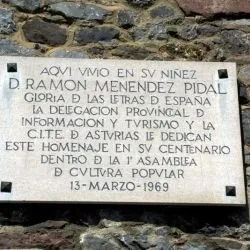 AQVI VIVIO EN SV NIÑEZ
D. RAMON MENENDEZ PIDAL
GLORIA D LAS LETRAS D ESPAÑA
LA DELEGACION PROVINCIAL D
INFORMACION Y TVRISMO Y LA
C.I.T.E. D ASTVRIAS LE DEDICAN
ESTE HOMENAJE EN SV CENTENARIO
DENTRO D LA 1ª ASAMBLEA
D CVLTVRA POPVLAR
13-MARZO-1969